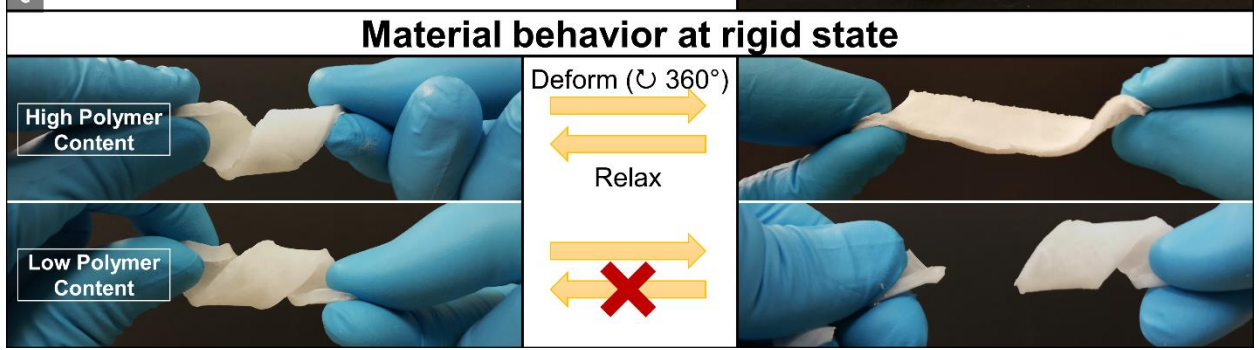 Material behavior at rigid state
High Polymer
Content
Deform (↻ 360°)
Relax
Low Polymer
Content